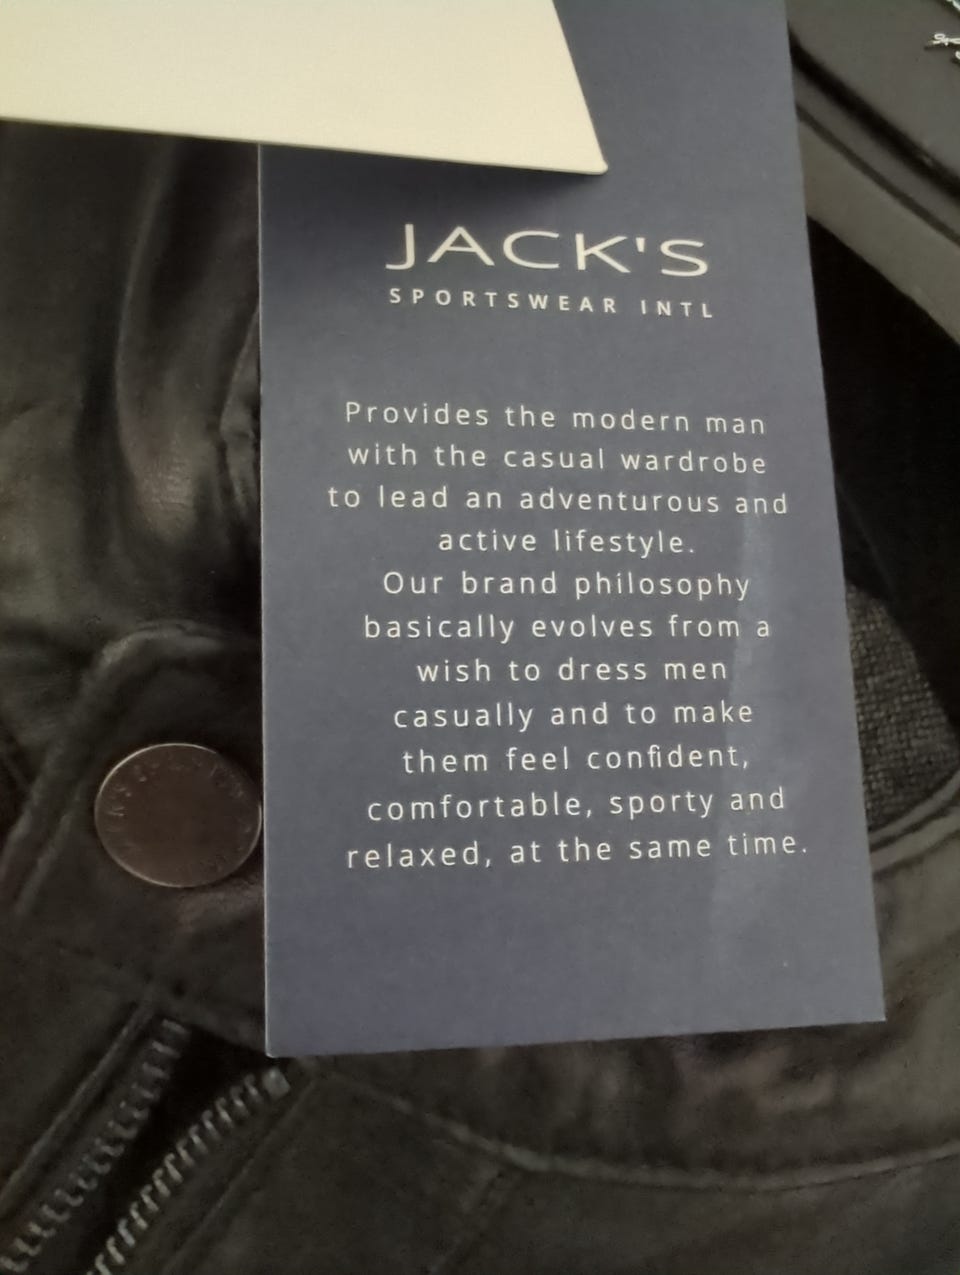 JACK'S
SPORTSWEAR INTL
Provides the modern man
with the casual wardrobe
to lead an adventurous and
active lifestyle.
Our brand philosophy
basically evolves from a
wish to dress men
casually and to make
them feel confident,
comfortable, sporty and
relaxed, at the same time.